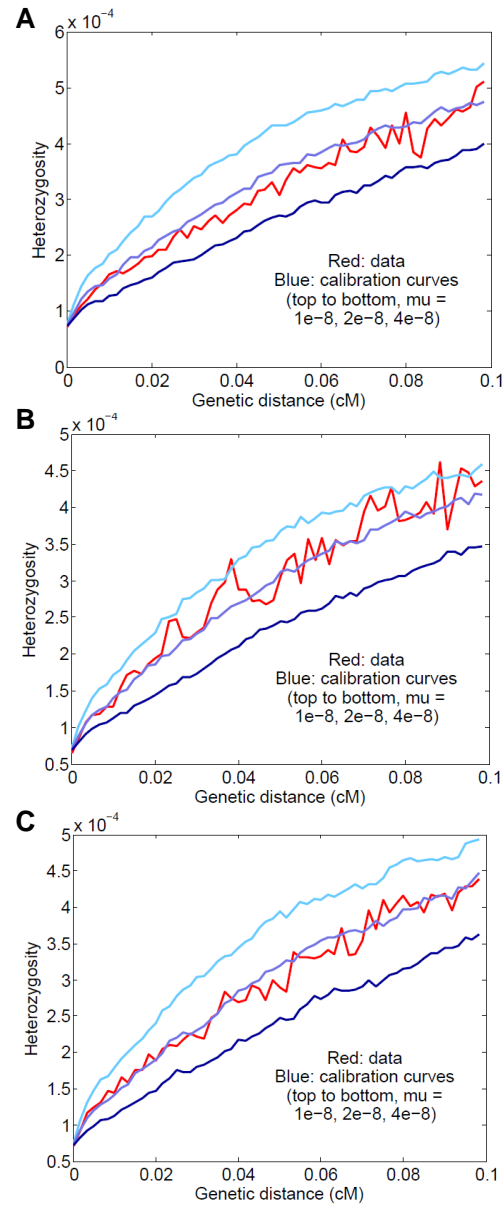 A
6 x 10⁻⁴
5
4
3
2
1
0
Heterozygosity
Red: data
Blue: calibration curves
(top to bottom, mu =
1e-8, 2e-8, 4e-8)
0 0.02 0.04 0.06 0.08 0.1
Genetic distance (cM)
B
5 x 10⁻⁴
4.5
4
3.5
3
2.5
2
1.5
1
0.5
Heterozygosity
Red: data
Blue: calibration curves
(top to bottom, mu =
1e-8, 2e-8, 4e-8)
0 0.02 0.04 0.06 0.08 0.1
Genetic distance (cM)
C
5 x 10⁻⁴
4.5
4
3.5
3
2.5
2
1.5
1
0.5
Heterozygosity
Red: data
Blue: calibration curves
(top to bottom, mu =
1e-8, 2e-8, 4e-8)
0 0.02 0.04 0.06 0.08 0.1
Genetic distance (cM)